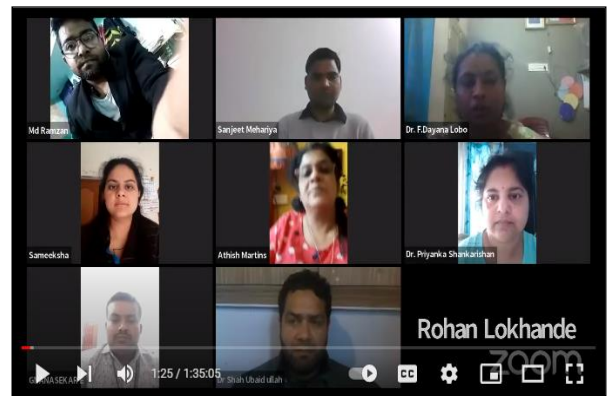 Md Ramzan
Sanjeet Mehariya
Dr. F.Dayana Lobo
Sameeksha
Athish Martins
Dr. Priyanka Shankarishan
Rohan Lokhande
zoom
1:25 / 1:35:05
CC
Dr Shah Ubaid ullah